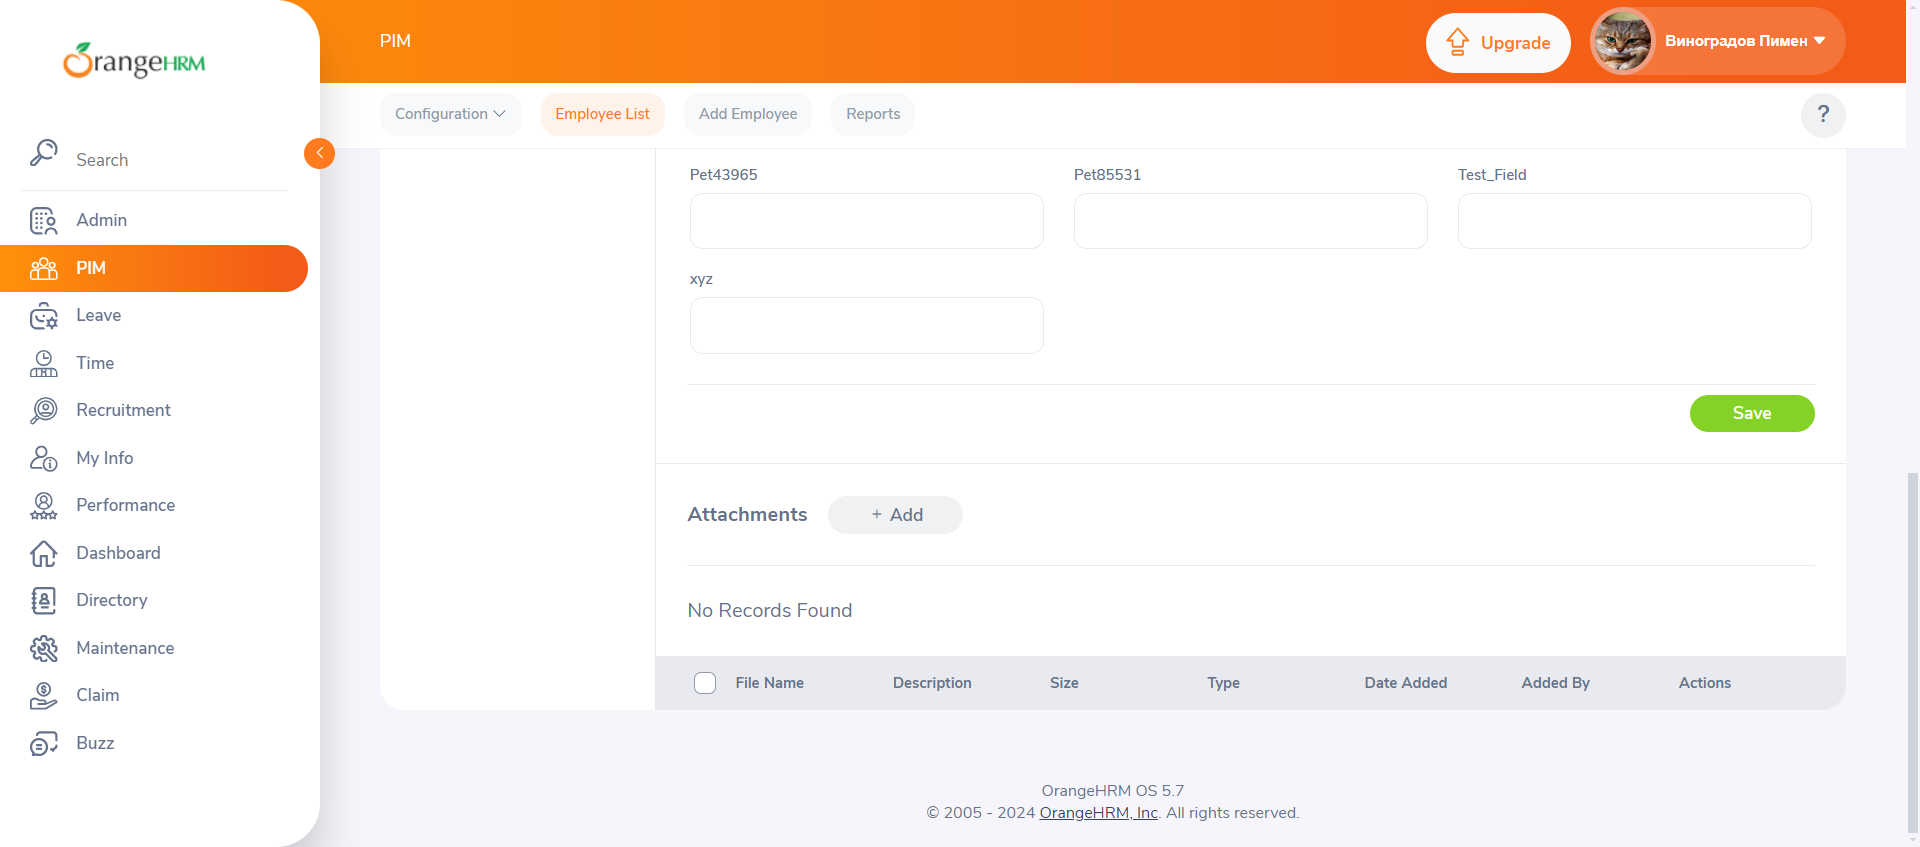 OrangeHRM
PIM
Upgrade
Виноградов Пимен
Configuration
Employee List
Add Employee
Reports
?
Search
Admin
PIM
Leave
Time
Recruitment
My Info
Performance
Dashboard
Directory
Maintenance
Claim
Buzz
Pet43965
Pet85531
Test_Field
xyz
Save
Attachments
+ Add
No Records Found
File Name
Description
Size
Type
Date Added
Added By
Actions
OrangeHRM OS 5.7
© 2005 - 2024 OrangeHRM, Inc. All rights reserved.